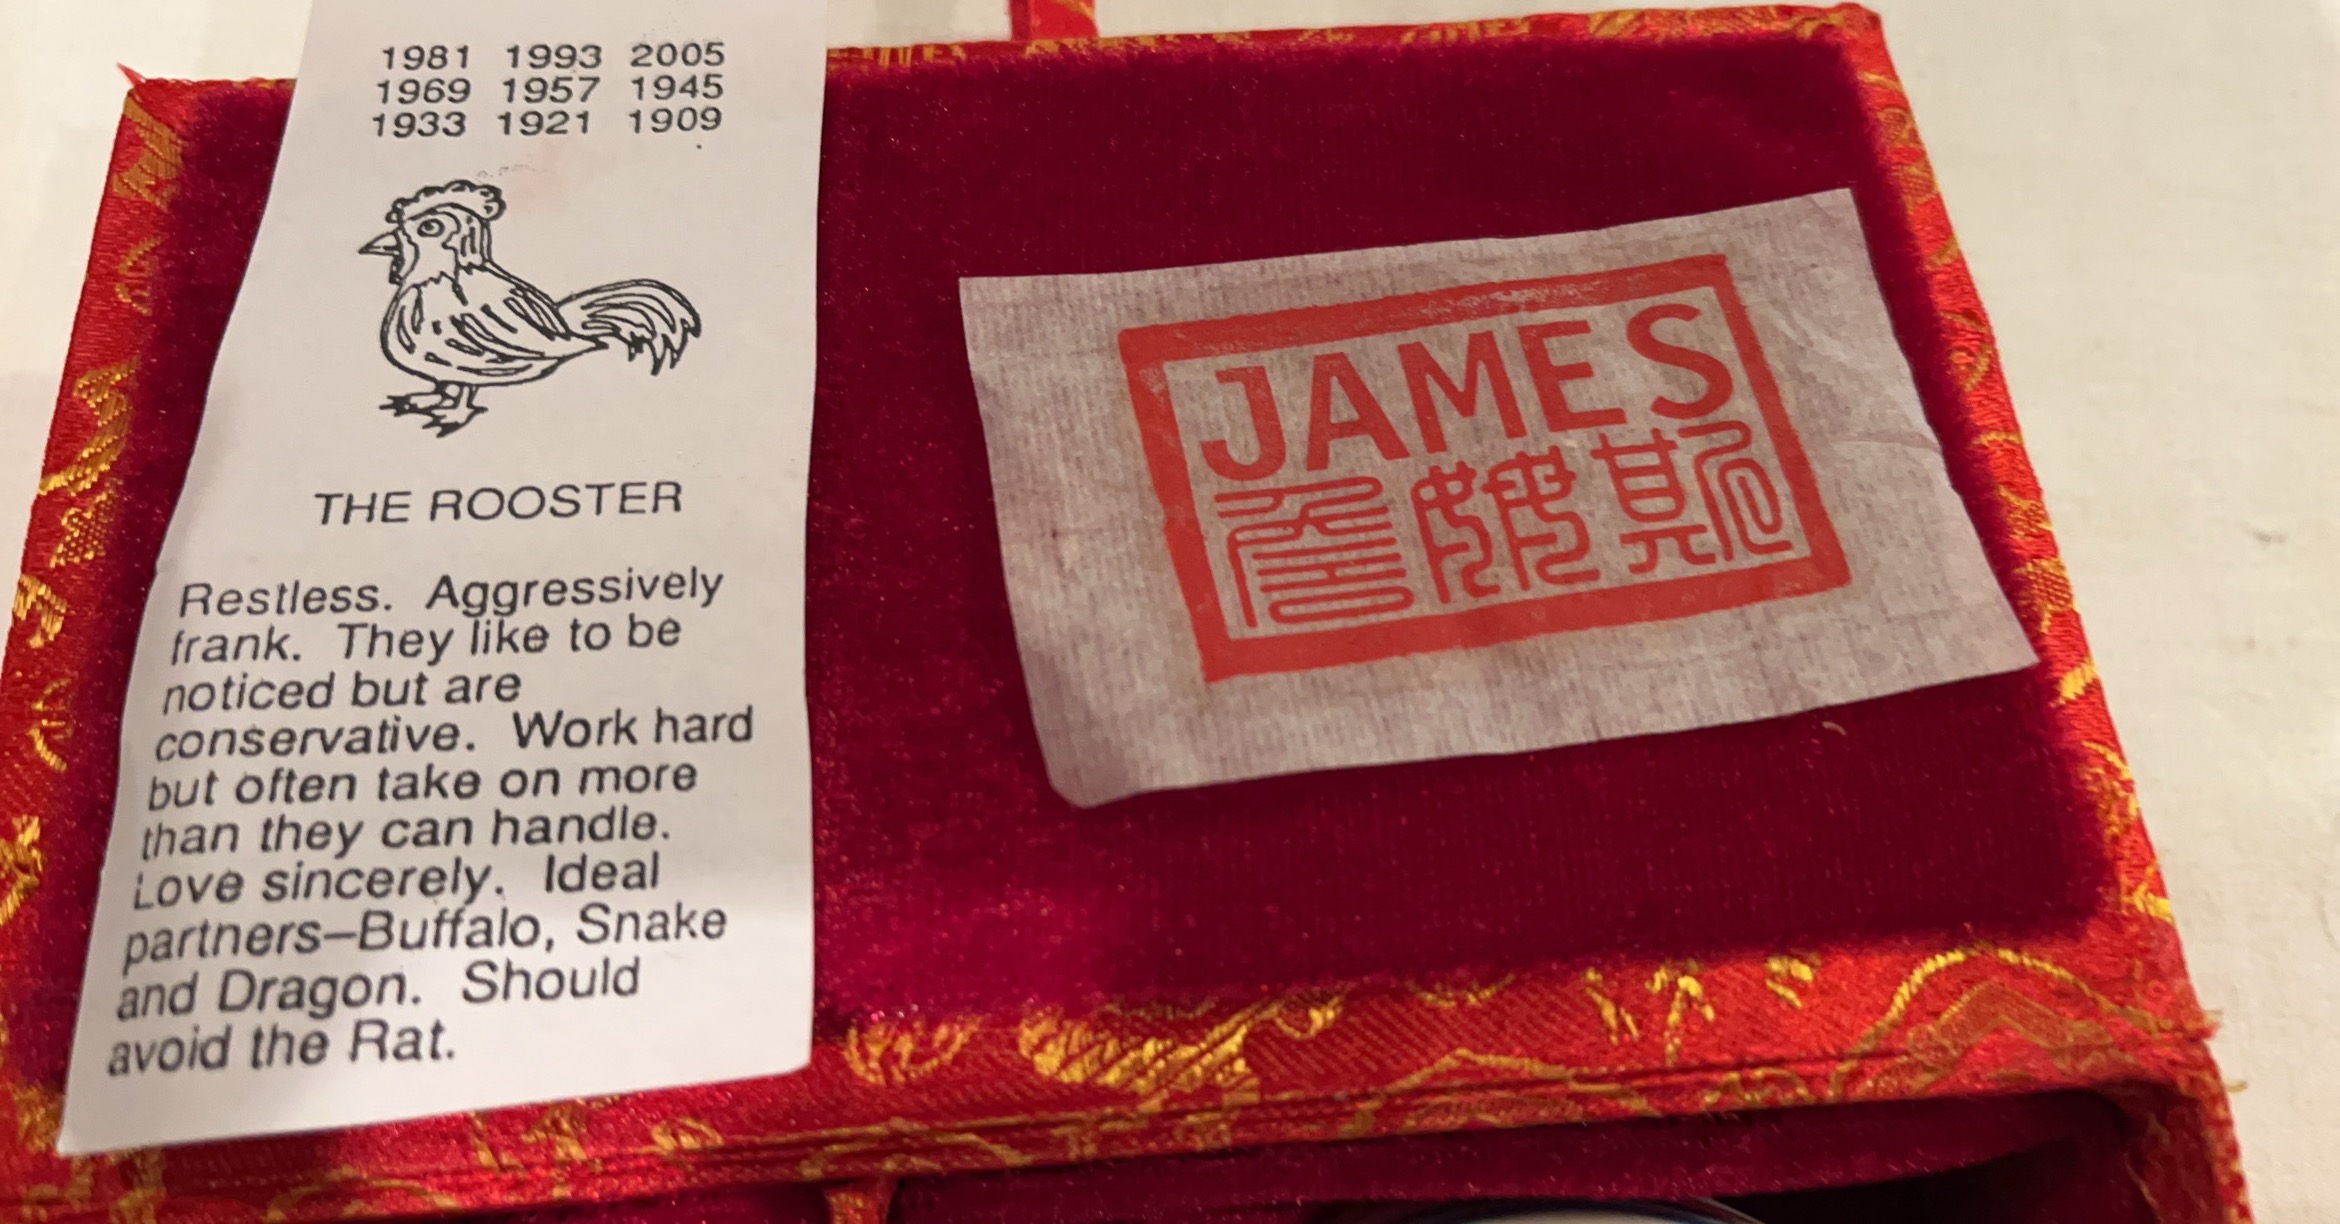 1981 1993 2005
1969 1957 1945
1933 1921 1909
THE ROOSTER
Restless. Aggressively
frank. They like to be
noticed but are
conservative. Work hard
but often take on more
than they can handle.
Love sincerely. Ideal
partners–Buffalo, Snake
and Dragon. Should
avoid the Rat.
JAMES
詹姆斯